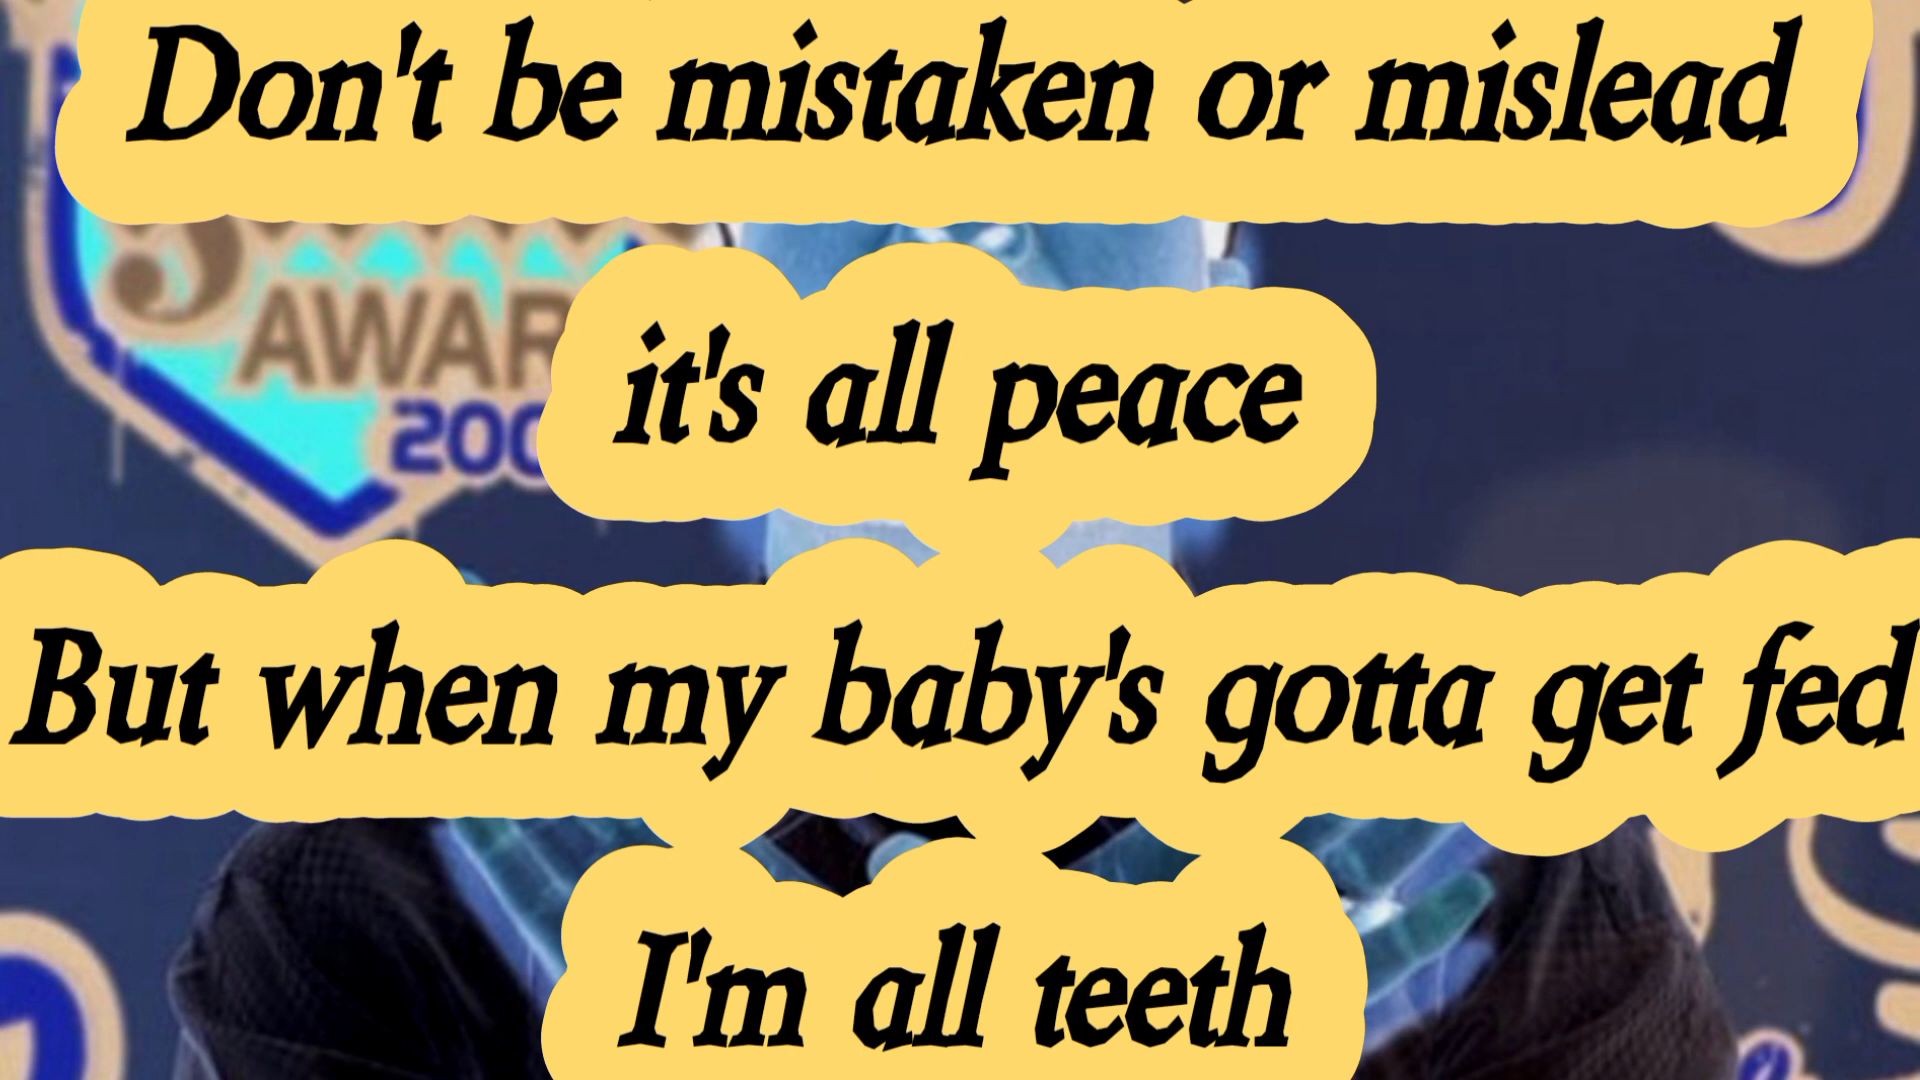 Don't be mistaken or mislead
AWAR
200
it's all peace
But when my baby's gotta get fed
I'm all teeth